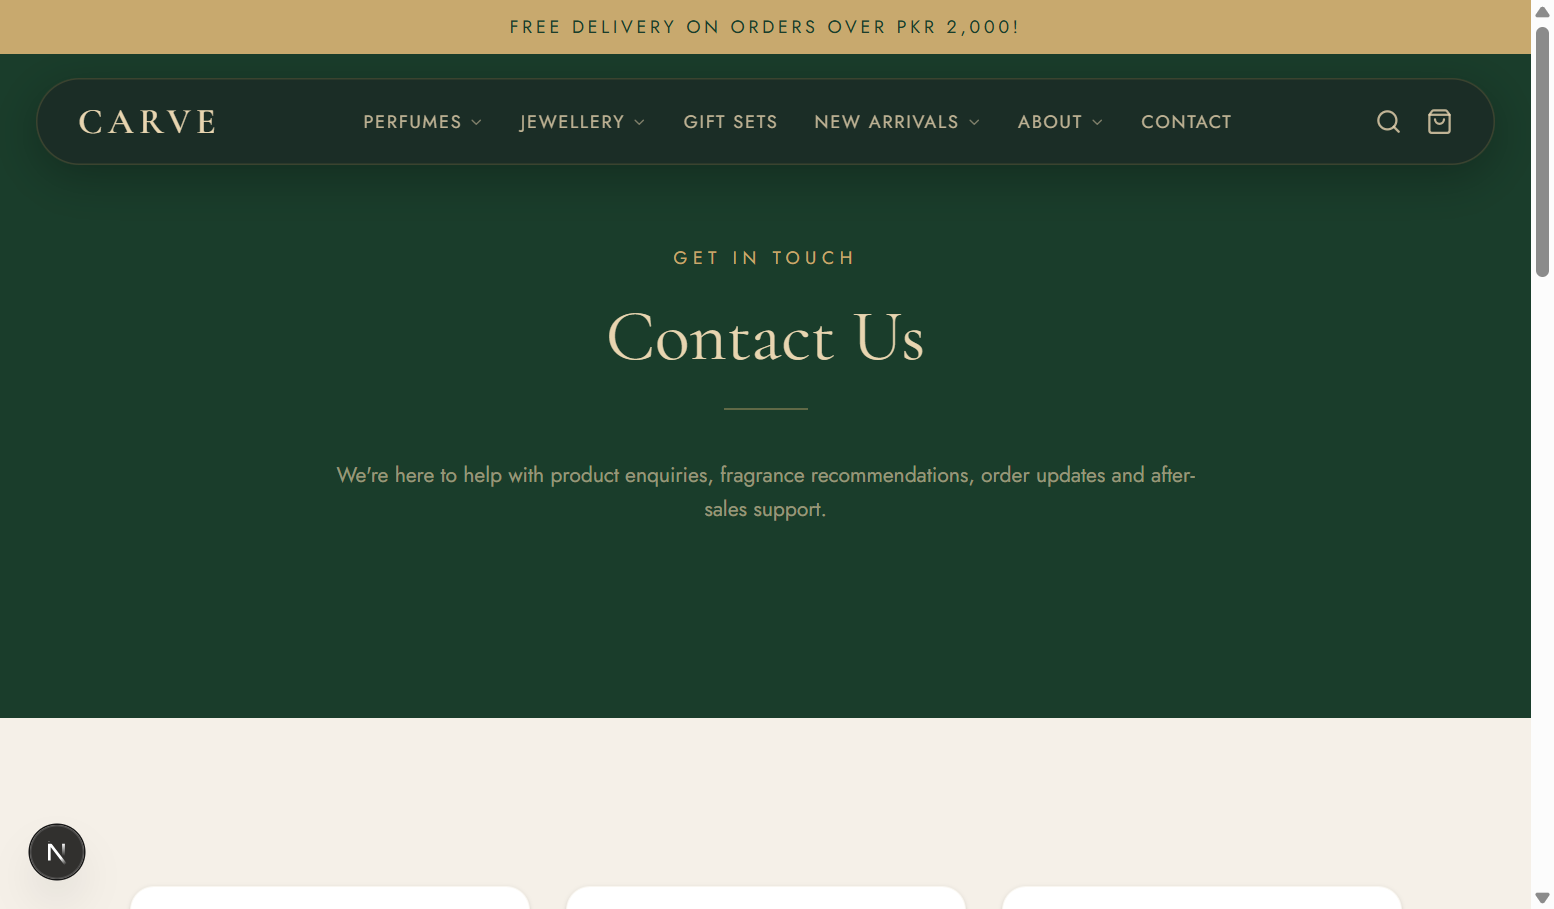 FREE DELIVERY ON ORDERS OVER PKR 2,000!
CARVE
PERFUMES
JEWELLERY
GIFT SETS
NEW ARRIVALS
ABOUT
CONTACT
GET IN TOUCH
Contact Us
We're here to help with product enquiries, fragrance recommendations, order updates and after-
sales support.
N